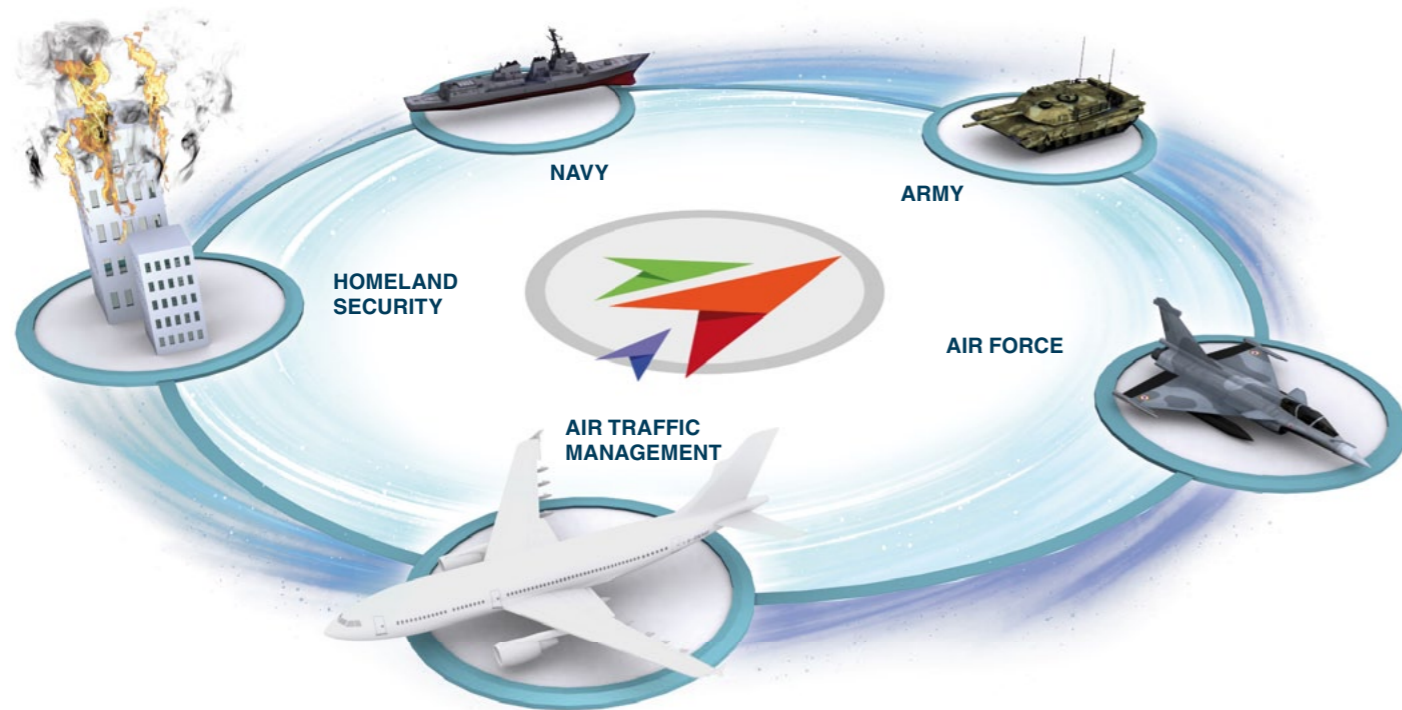 NAVY
ARMY
HOMELAND
SECURITY
AIR FORCE
AIR TRAFFIC
MANAGEMENT